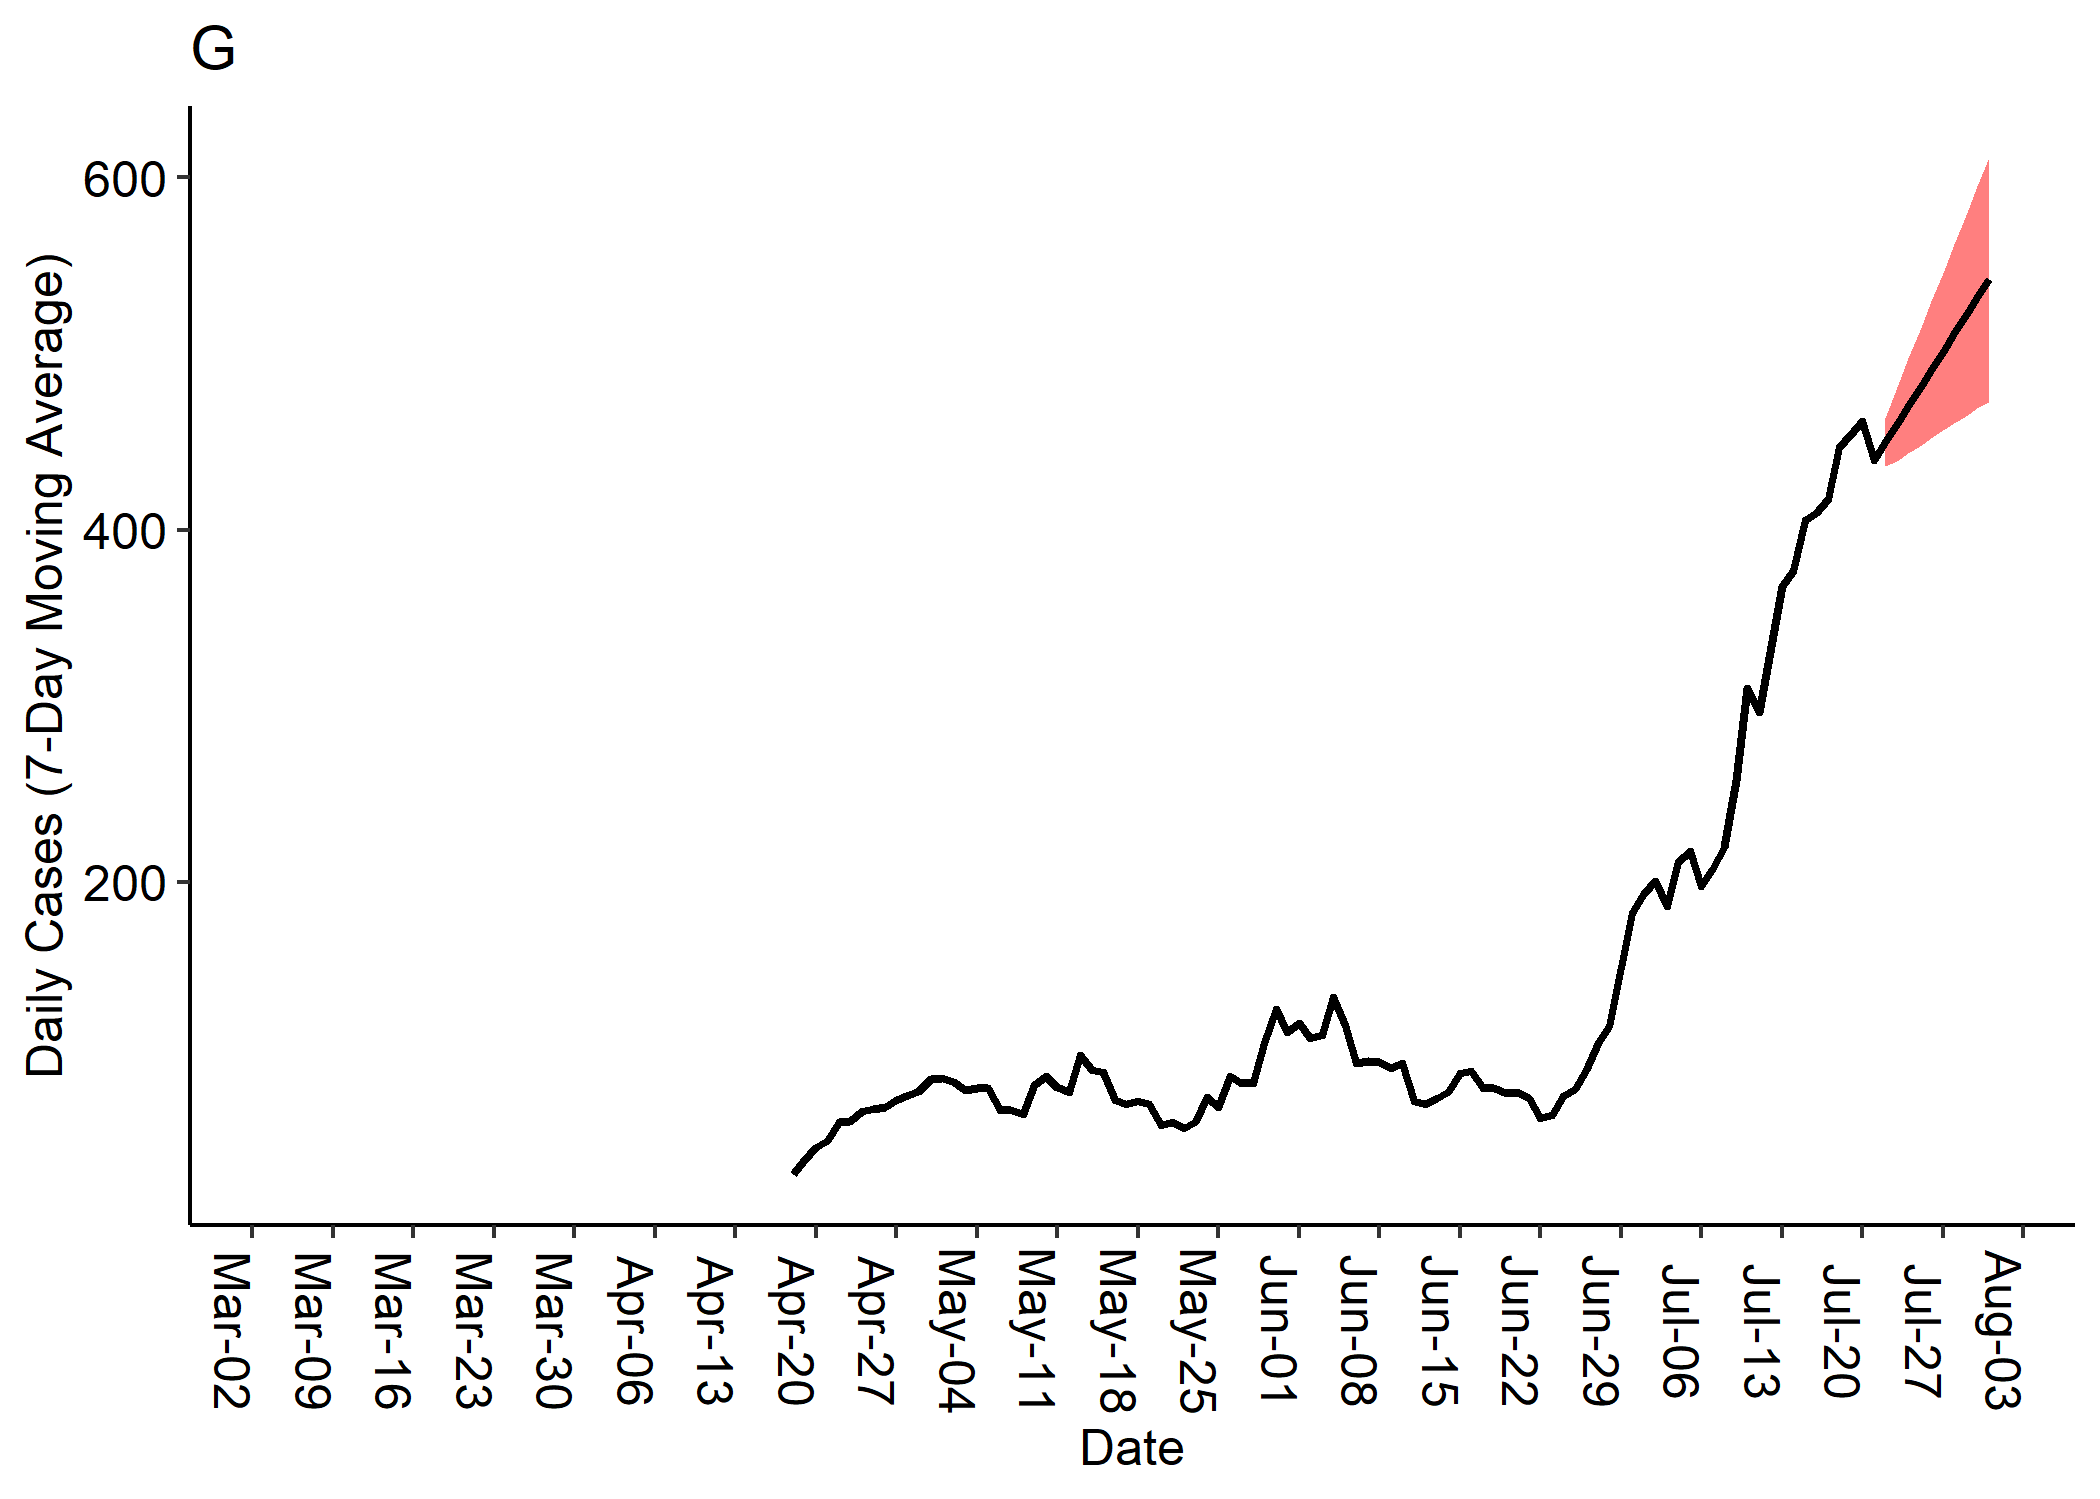 G
Daily Cases (7-Day Moving Average)
600
400
200
Mar-02
Mar-09
Mar-16
Mar-23
Mar-30
Apr-06
Apr-13
Apr-20
Apr-27
May-04
May-11
May-18
May-25
Jun-01
Jun-08
Jun-15
Jun-22
Jun-29
Jul-06
Jul-13
Jul-20
Jul-27
Aug-03
Date